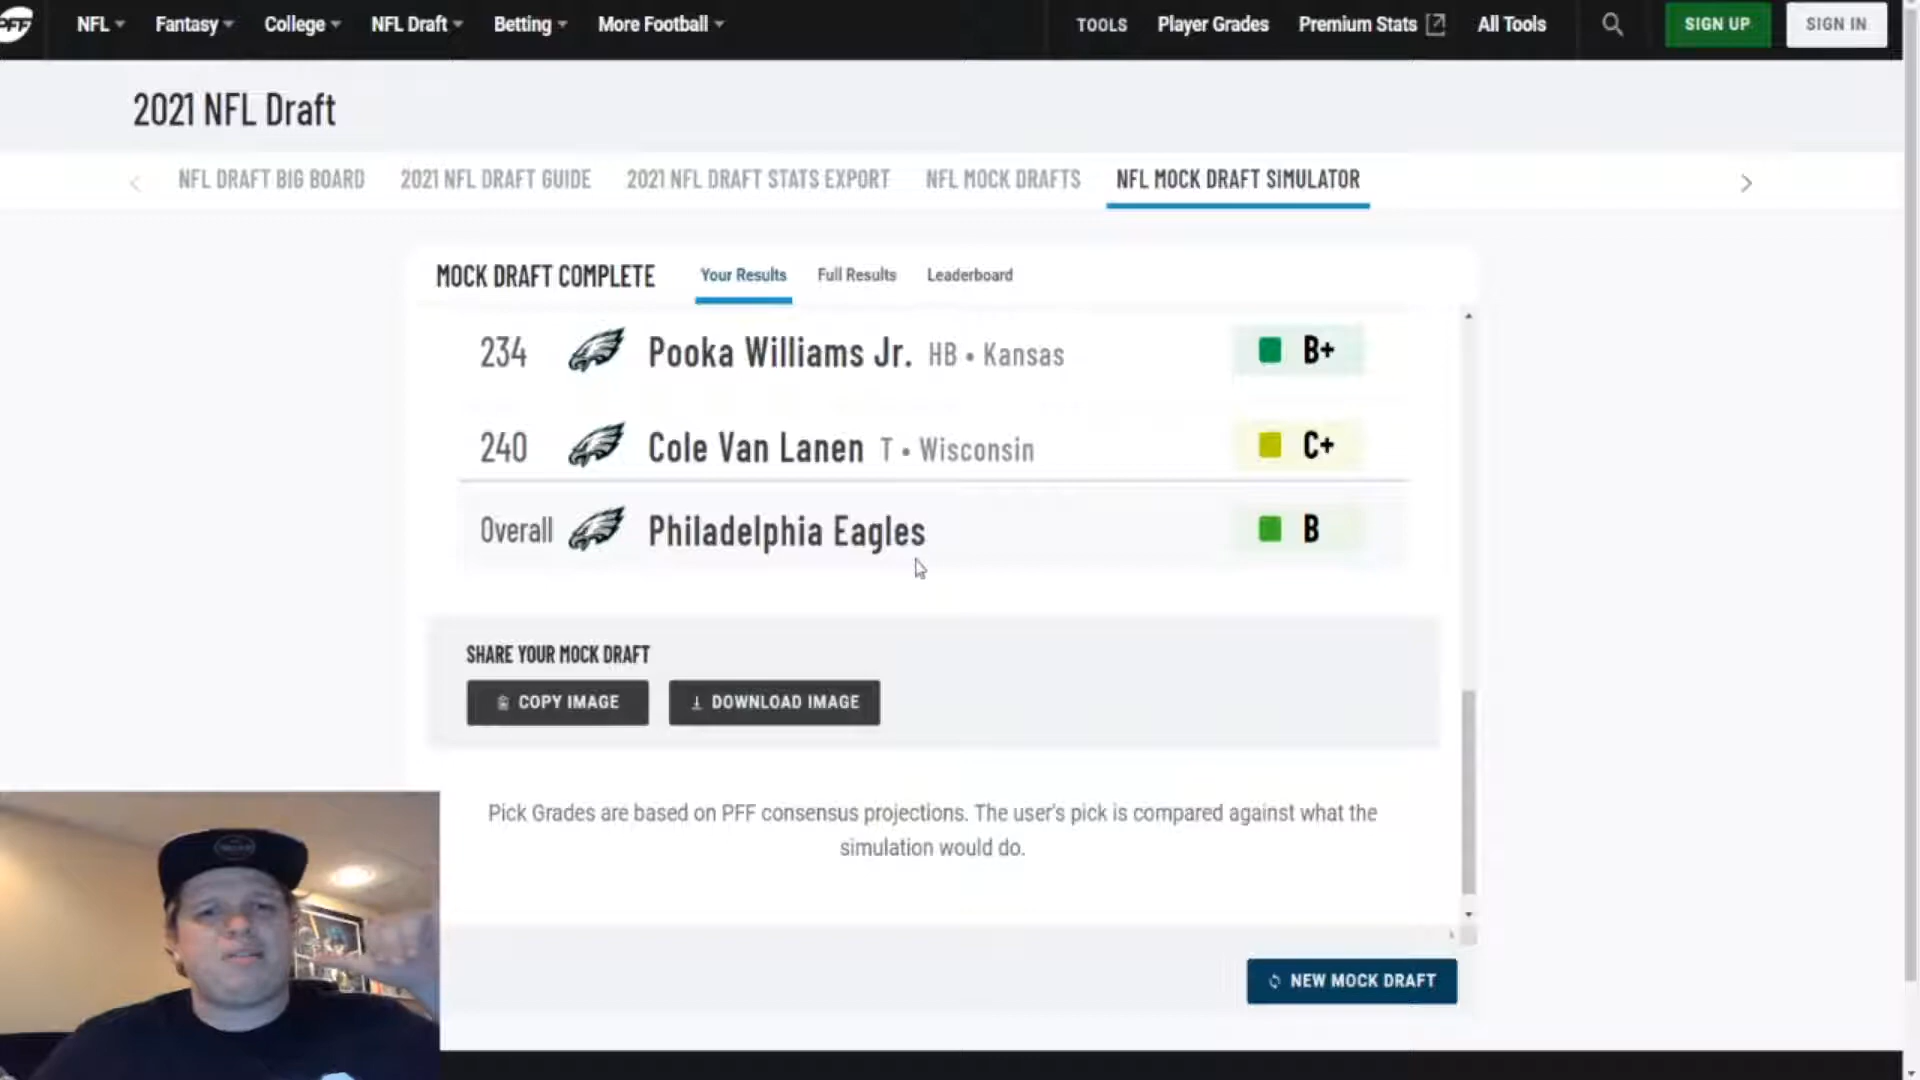 PFF NFL Fantasy College NFL Draft Betting More Football TOOLS Player Grades Premium Stats All Tools SIGN UP SIGN IN
2021 NFL Draft
NFL DRAFT BIG BOARD 2021 NFL DRAFT GUIDE 2021 NFL DRAFT STATS EXPORT NFL MOCK DRAFTS NFL MOCK DRAFT SIMULATOR
MOCK DRAFT COMPLETE Your Results Full Results Leaderboard
234 Pooka Williams Jr. HB • Kansas B+
240 Cole Van Lanen T • Wisconsin C+
Overall Philadelphia Eagles B
SHARE YOUR MOCK DRAFT
COPY IMAGE DOWNLOAD IMAGE
Pick Grades are based on PFF consensus projections. The user's pick is compared against what the
simulation would do.
NEW MOCK DRAFT